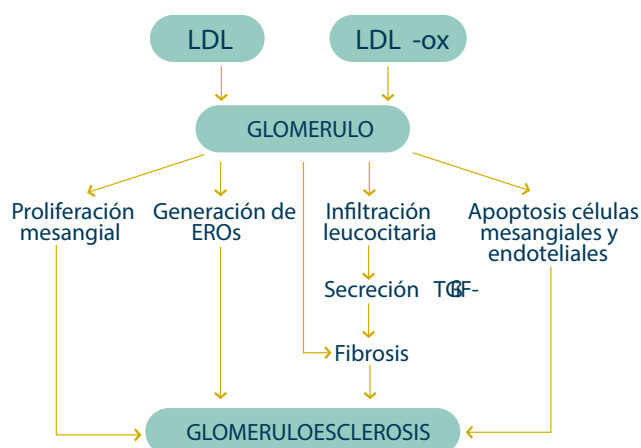 LDL
LDL -ox
GLOMERULO
Proliferación
mesangial
Generación de
EROs
Infiltración
leucocitaria
Apoptosis células
mesangiales y
endoteliales
Secreción
Fibrosis
GLOMERULOESCLEROSIS